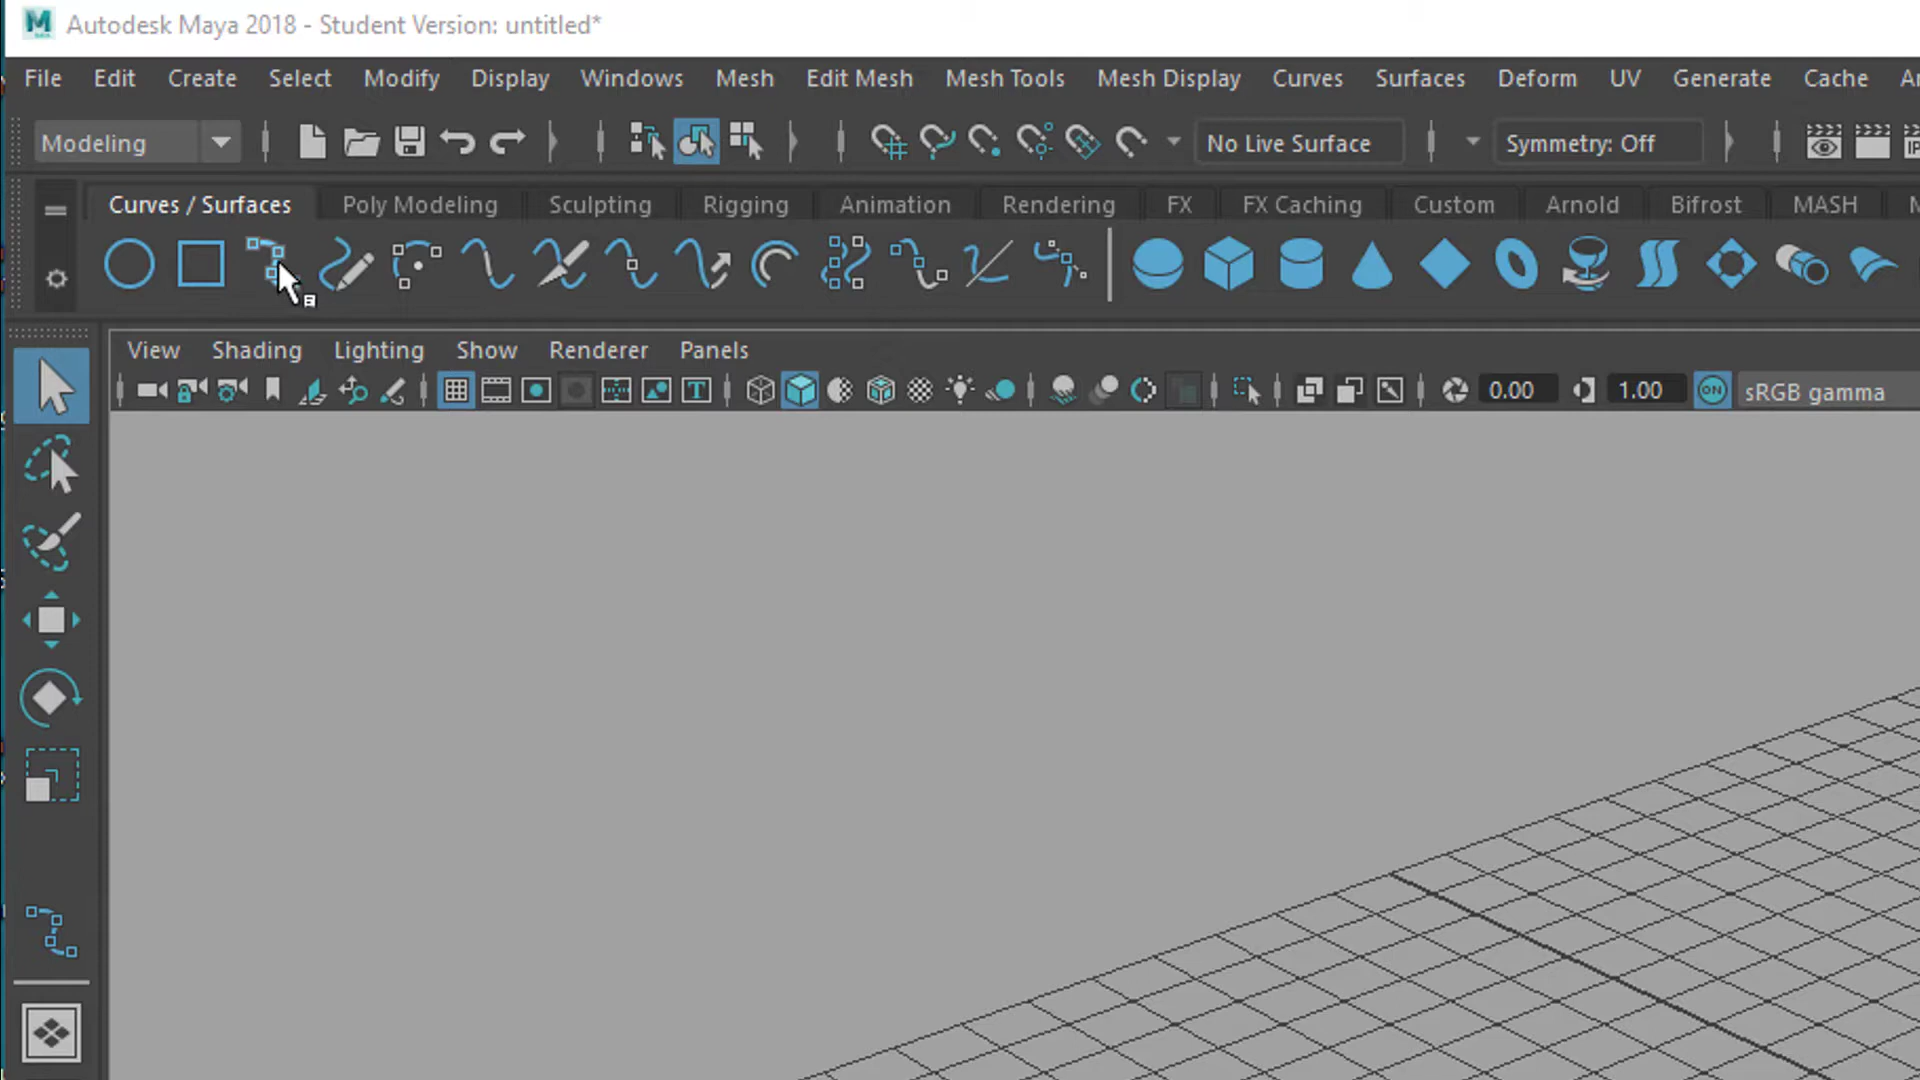 Autodesk Maya 2018 - Student Version: untitled*
File Edit Create Select Modify Display Windows Mesh Edit Mesh Mesh Tools Mesh Display Curves Surfaces Deform UV Generate Cache
Modeling No Live Surface Symmetry: Off
Curves / Surfaces Poly Modeling Sculpting Rigging Animation Rendering FX FX Caching Custom Arnold Bifrost MASH
View Shading Lighting Show Renderer Panels
0.00 1.00 ON sRGB gamma